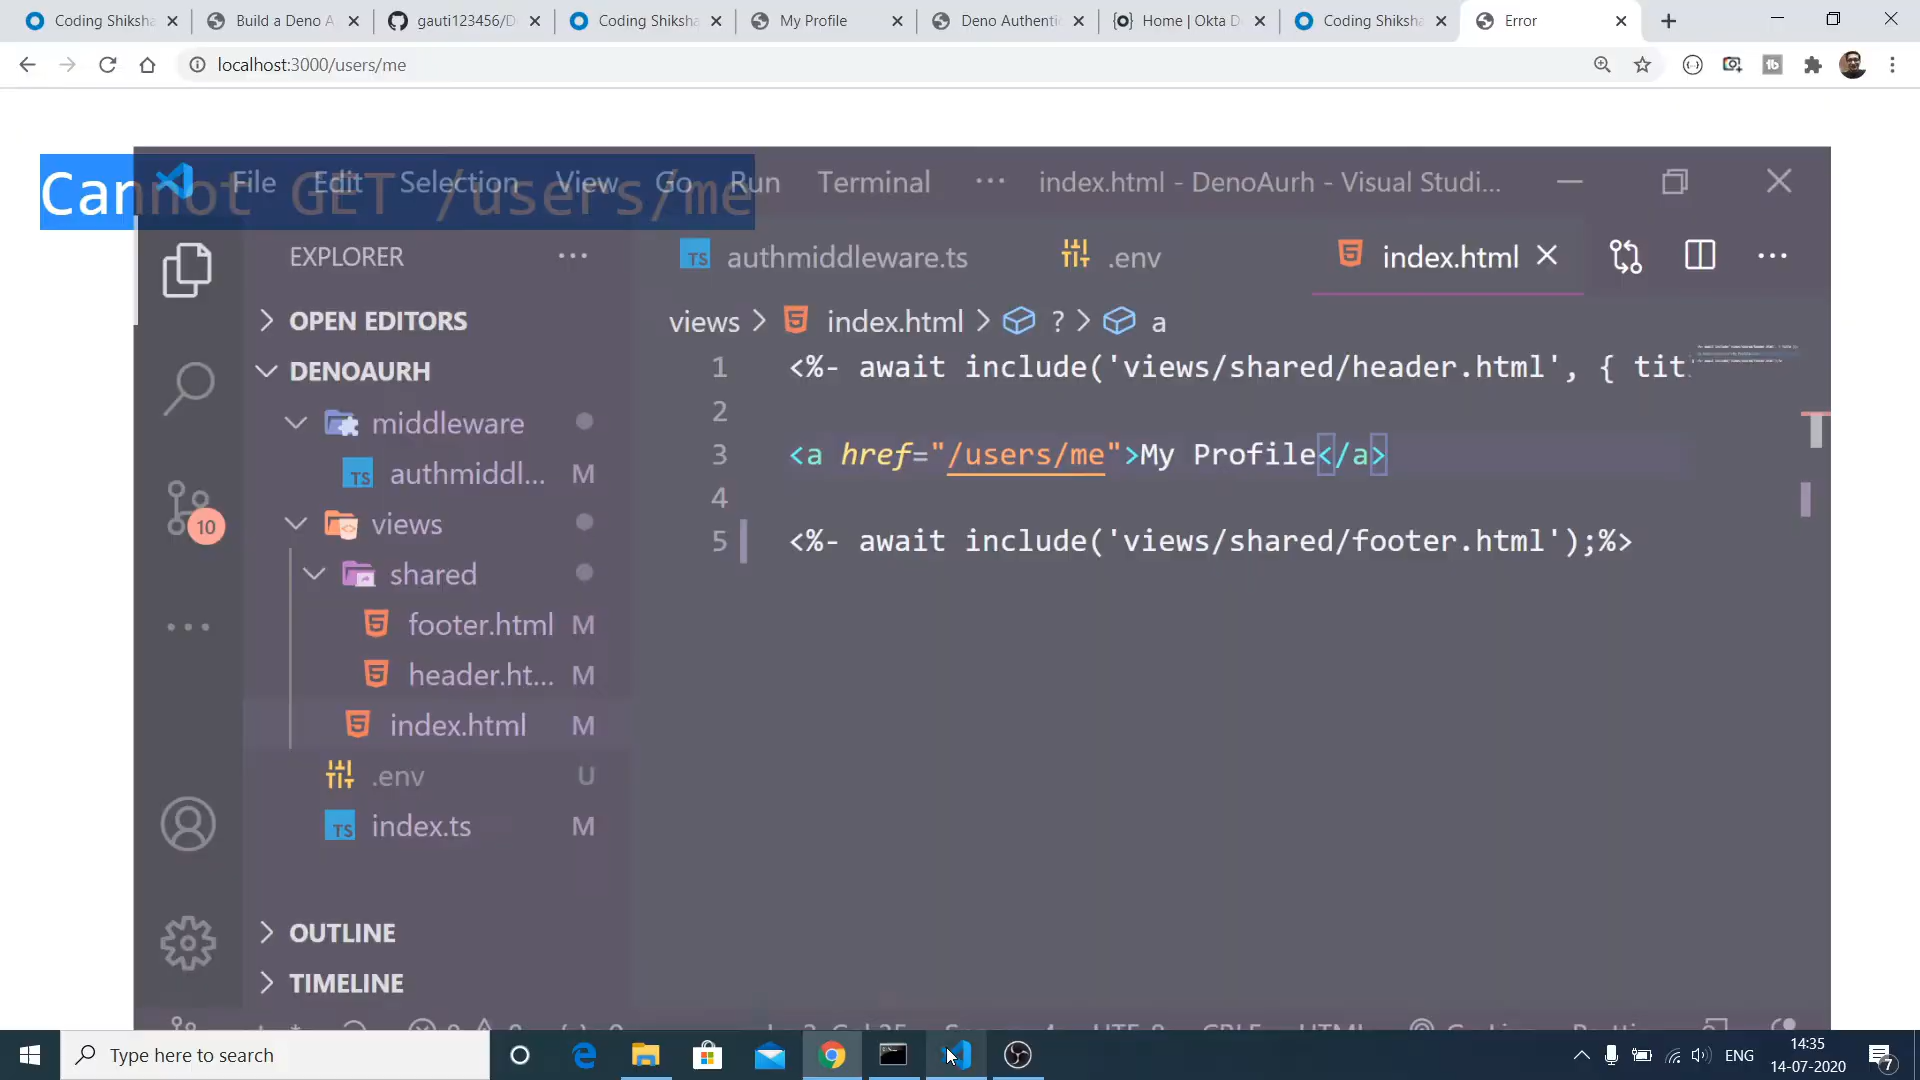 Coding Shiksha
Build a Deno A
gauti123456/D
Coding Shiksha
My Profile
Deno Authenti
Home | Okta D
Coding Shiksha
Error
localhost:3000/users/me
Cannot GET /users/me
File Edit Selection View Go Run Terminal ··· index.html - DenoAurh - Visual Studi...
EXPLORER ···
TS authmiddleware.ts
.env
index.html
OPEN EDITORS
views > index.html > ? > a
DENOAURH
middleware
TS authmiddl... M
views
shared
footer.html M
header.ht... M
index.html M
.env U
TS index.ts M
OUTLINE
TIMELINE
10
1 <%- await include('views/shared/header.html', { tit
2
3 <a href="/users/me">My Profile</a>
4
5 <%- await include('views/shared/footer.html');%>
Type here to search
ENG
14:35
14-07-2020
7